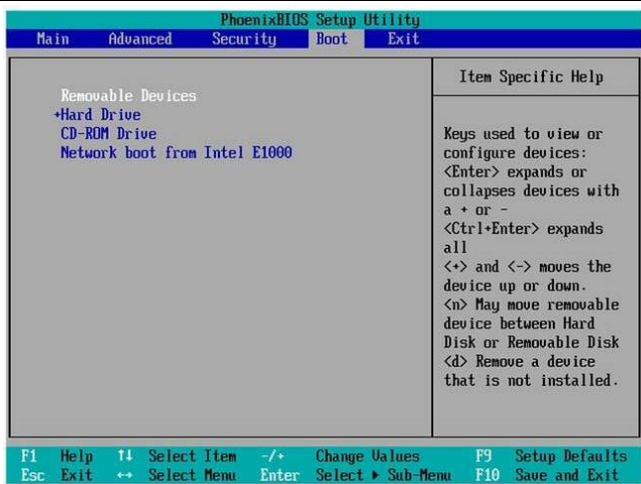 PhoenixBIOS Setup Utility
Main Advanced Security Boot Exit
Removable Devices
+Hard Drive
CD-ROM Drive
Network boot from Intel E1000
Item Specific Help
Keys used to view or
configure devices:
<Enter> expands or
collapses devices with
a + or -
<Ctrl+Enter> expands
all
<+> and <-> moves the
device up or down.
<n> May move removable
device between Hard
Disk or Removable Disk
<d> Remove a device
that is not installed.
F1 Help ↑↓ Select Item -/+ Change Values F9 Setup Defaults
Esc Exit ↔ Select Menu Enter Select ▶ Sub-Menu F10 Save and Exit